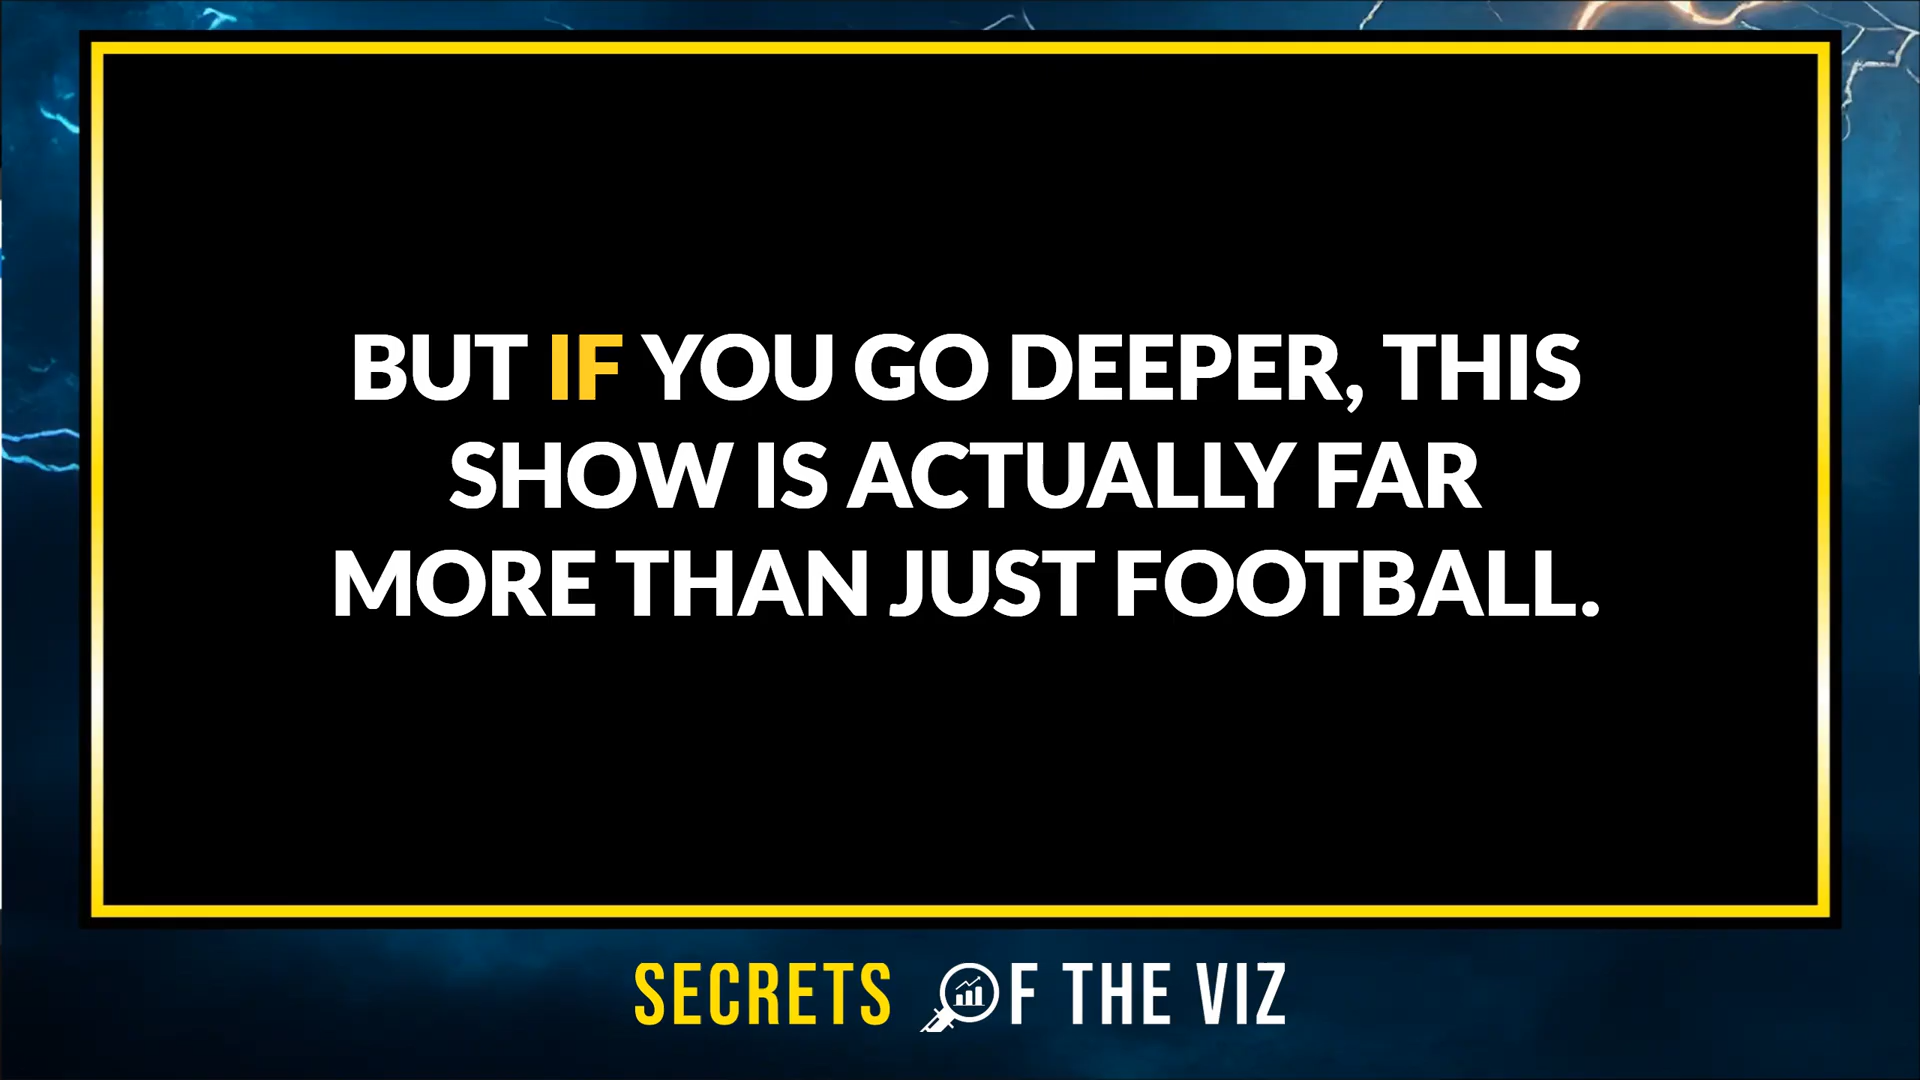 BUT IF YOU GO DEEPER, THIS
SHOW IS ACTUALLY FAR
MORE THAN JUST FOOTBALL.
SECRETS OF THE VIZ